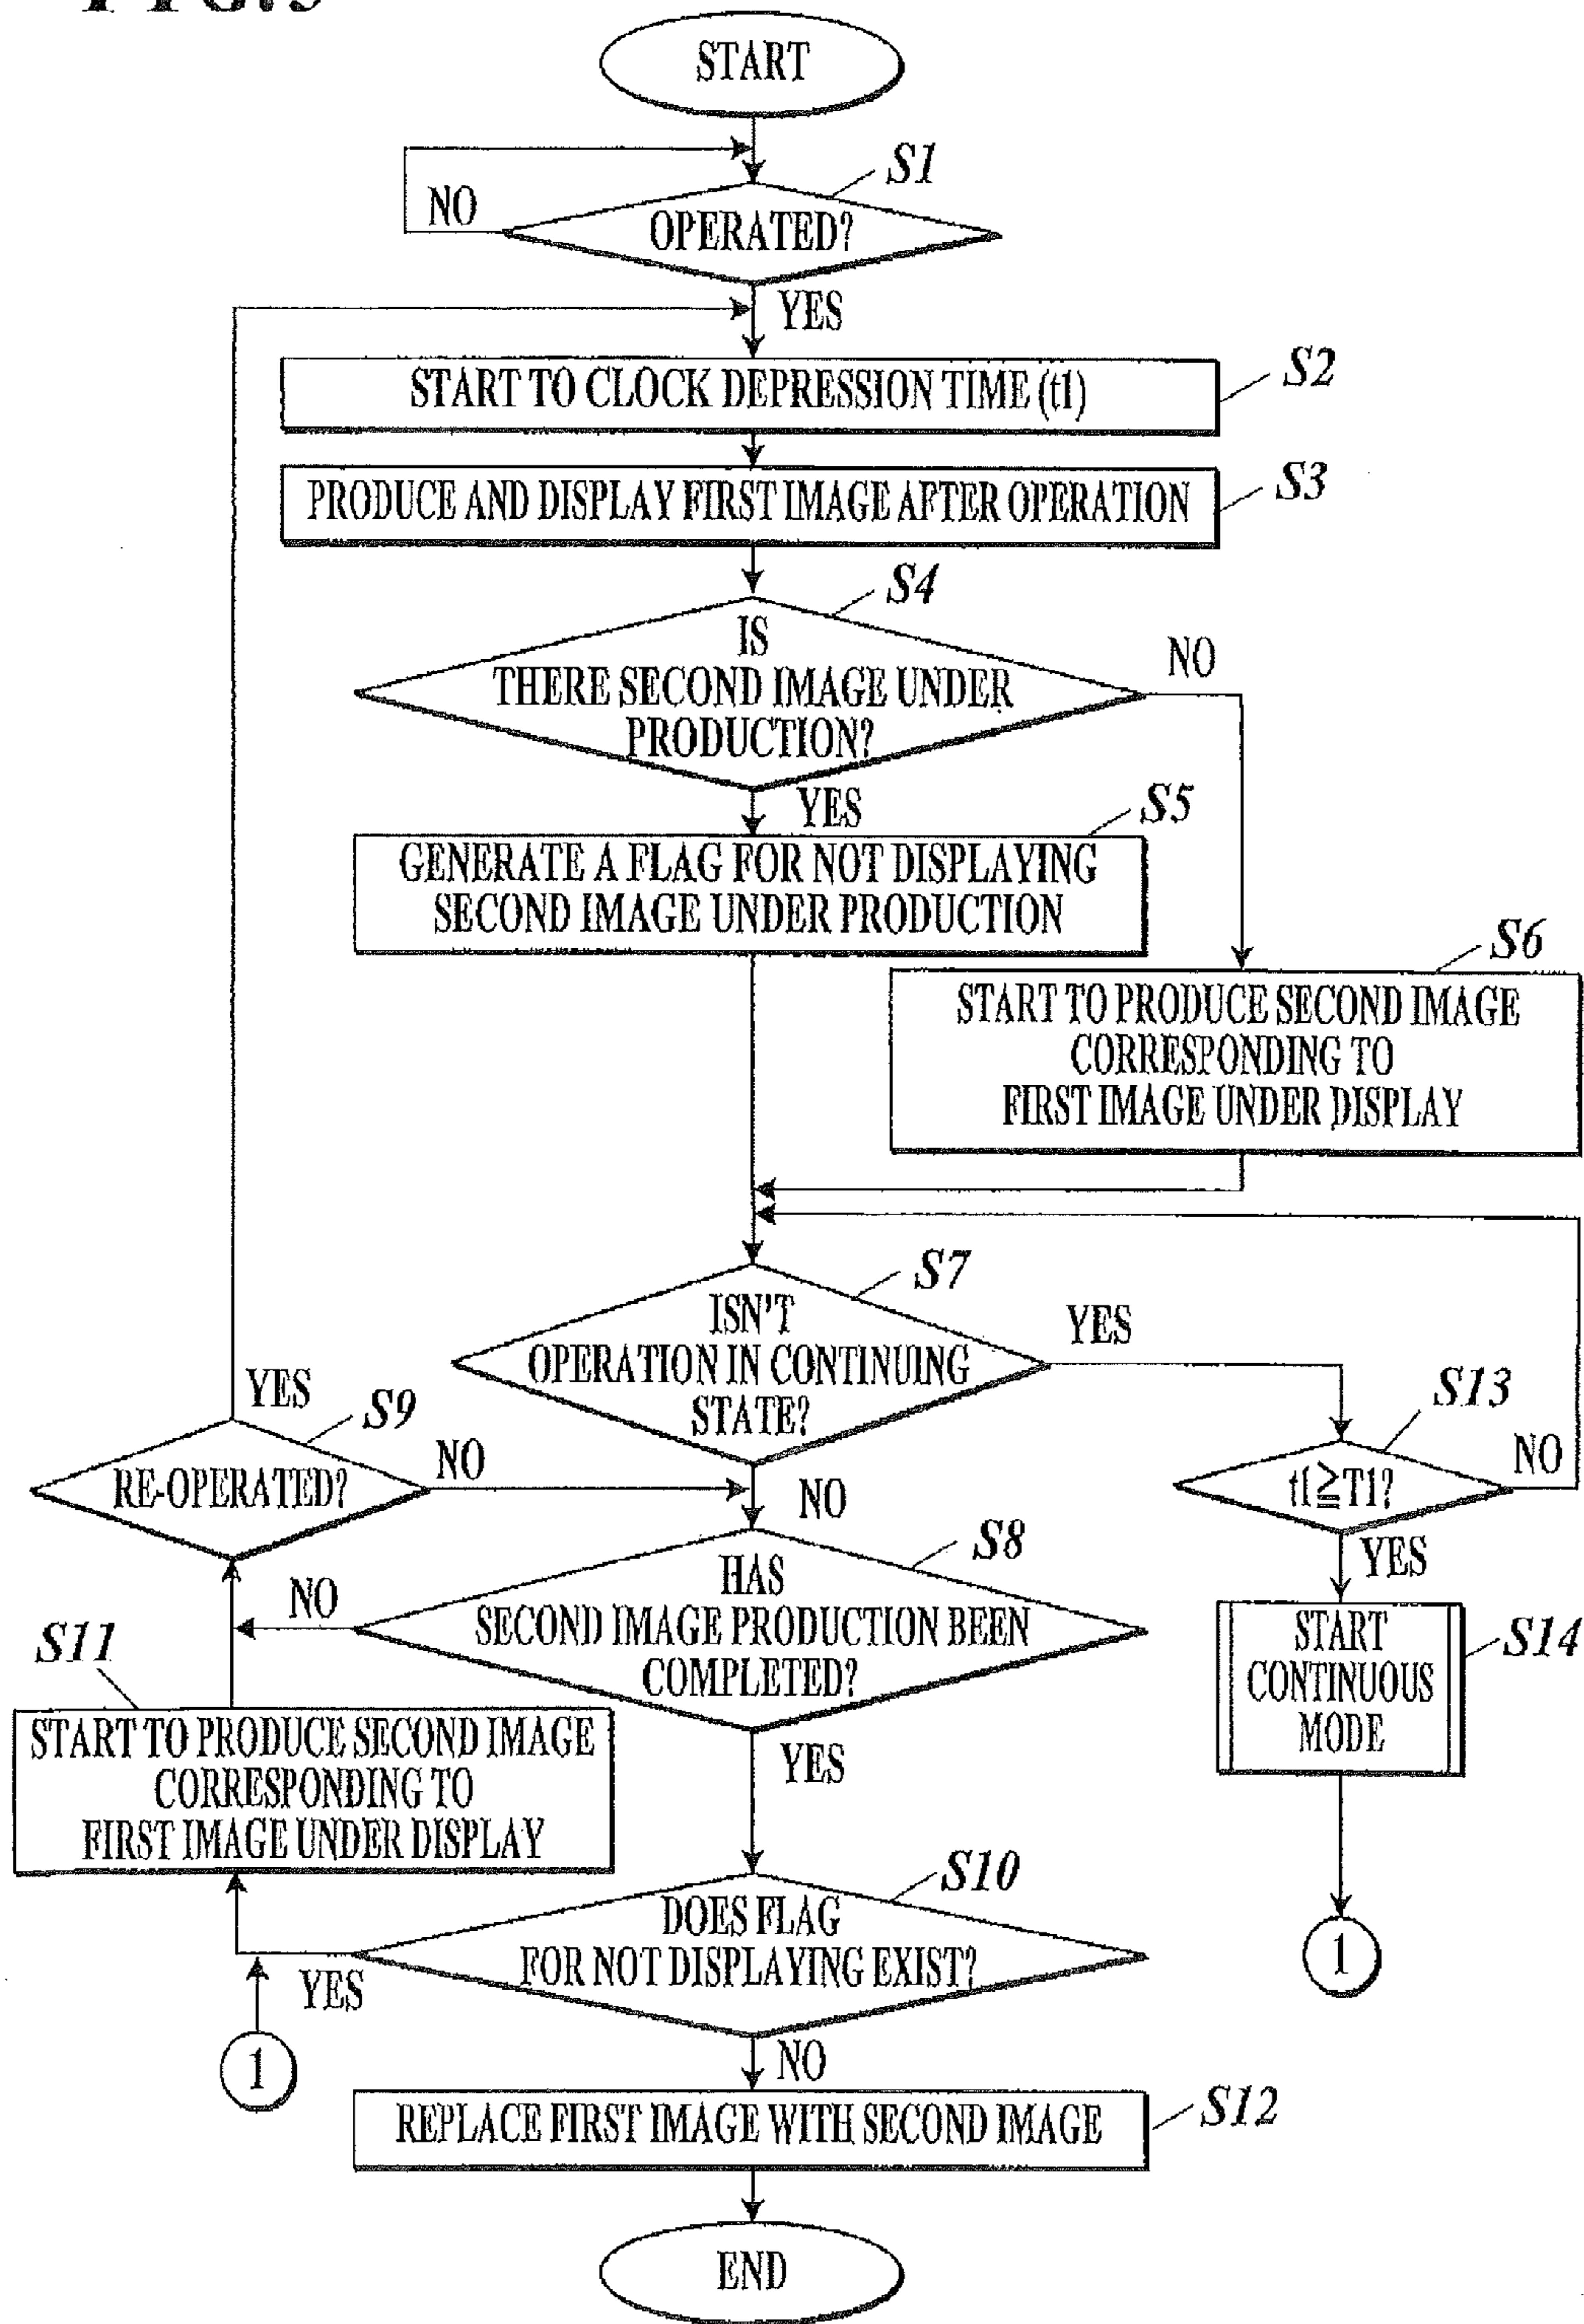 START
S1
NO
OPERATED?
YES
S2
START TO CLOCK DEPRESSION TIME (t1)
S3
PRODUCE AND DISPLAY FIRST IMAGE AFTER OPERATION
S4
IS
THERE SECOND IMAGE UNDER
PRODUCTION?
NO
YES
S5
GENERATE A FLAG FOR NOT DISPLAYING
SECOND IMAGE UNDER PRODUCTION
S6
START TO PRODUCE SECOND IMAGE
CORRESPONDING TO
FIRST IMAGE UNDER DISPLAY
S7
ISN'T
OPERATION IN CONTINUING
STATE?
YES
NO
S13
t1≧T1?
NO
YES
S14
START
CONTINUOUS
MODE
1
YES
S9
RE-OPERATED?
NO
S8
HAS
SECOND IMAGE PRODUCTION BEEN
COMPLETED?
NO
YES
S11
START TO PRODUCE SECOND IMAGE
CORRESPONDING TO
FIRST IMAGE UNDER DISPLAY
S10
DOES FLAG
FOR NOT DISPLAYING EXIST?
YES
1
NO
S12
REPLACE FIRST IMAGE WITH SECOND IMAGE
END